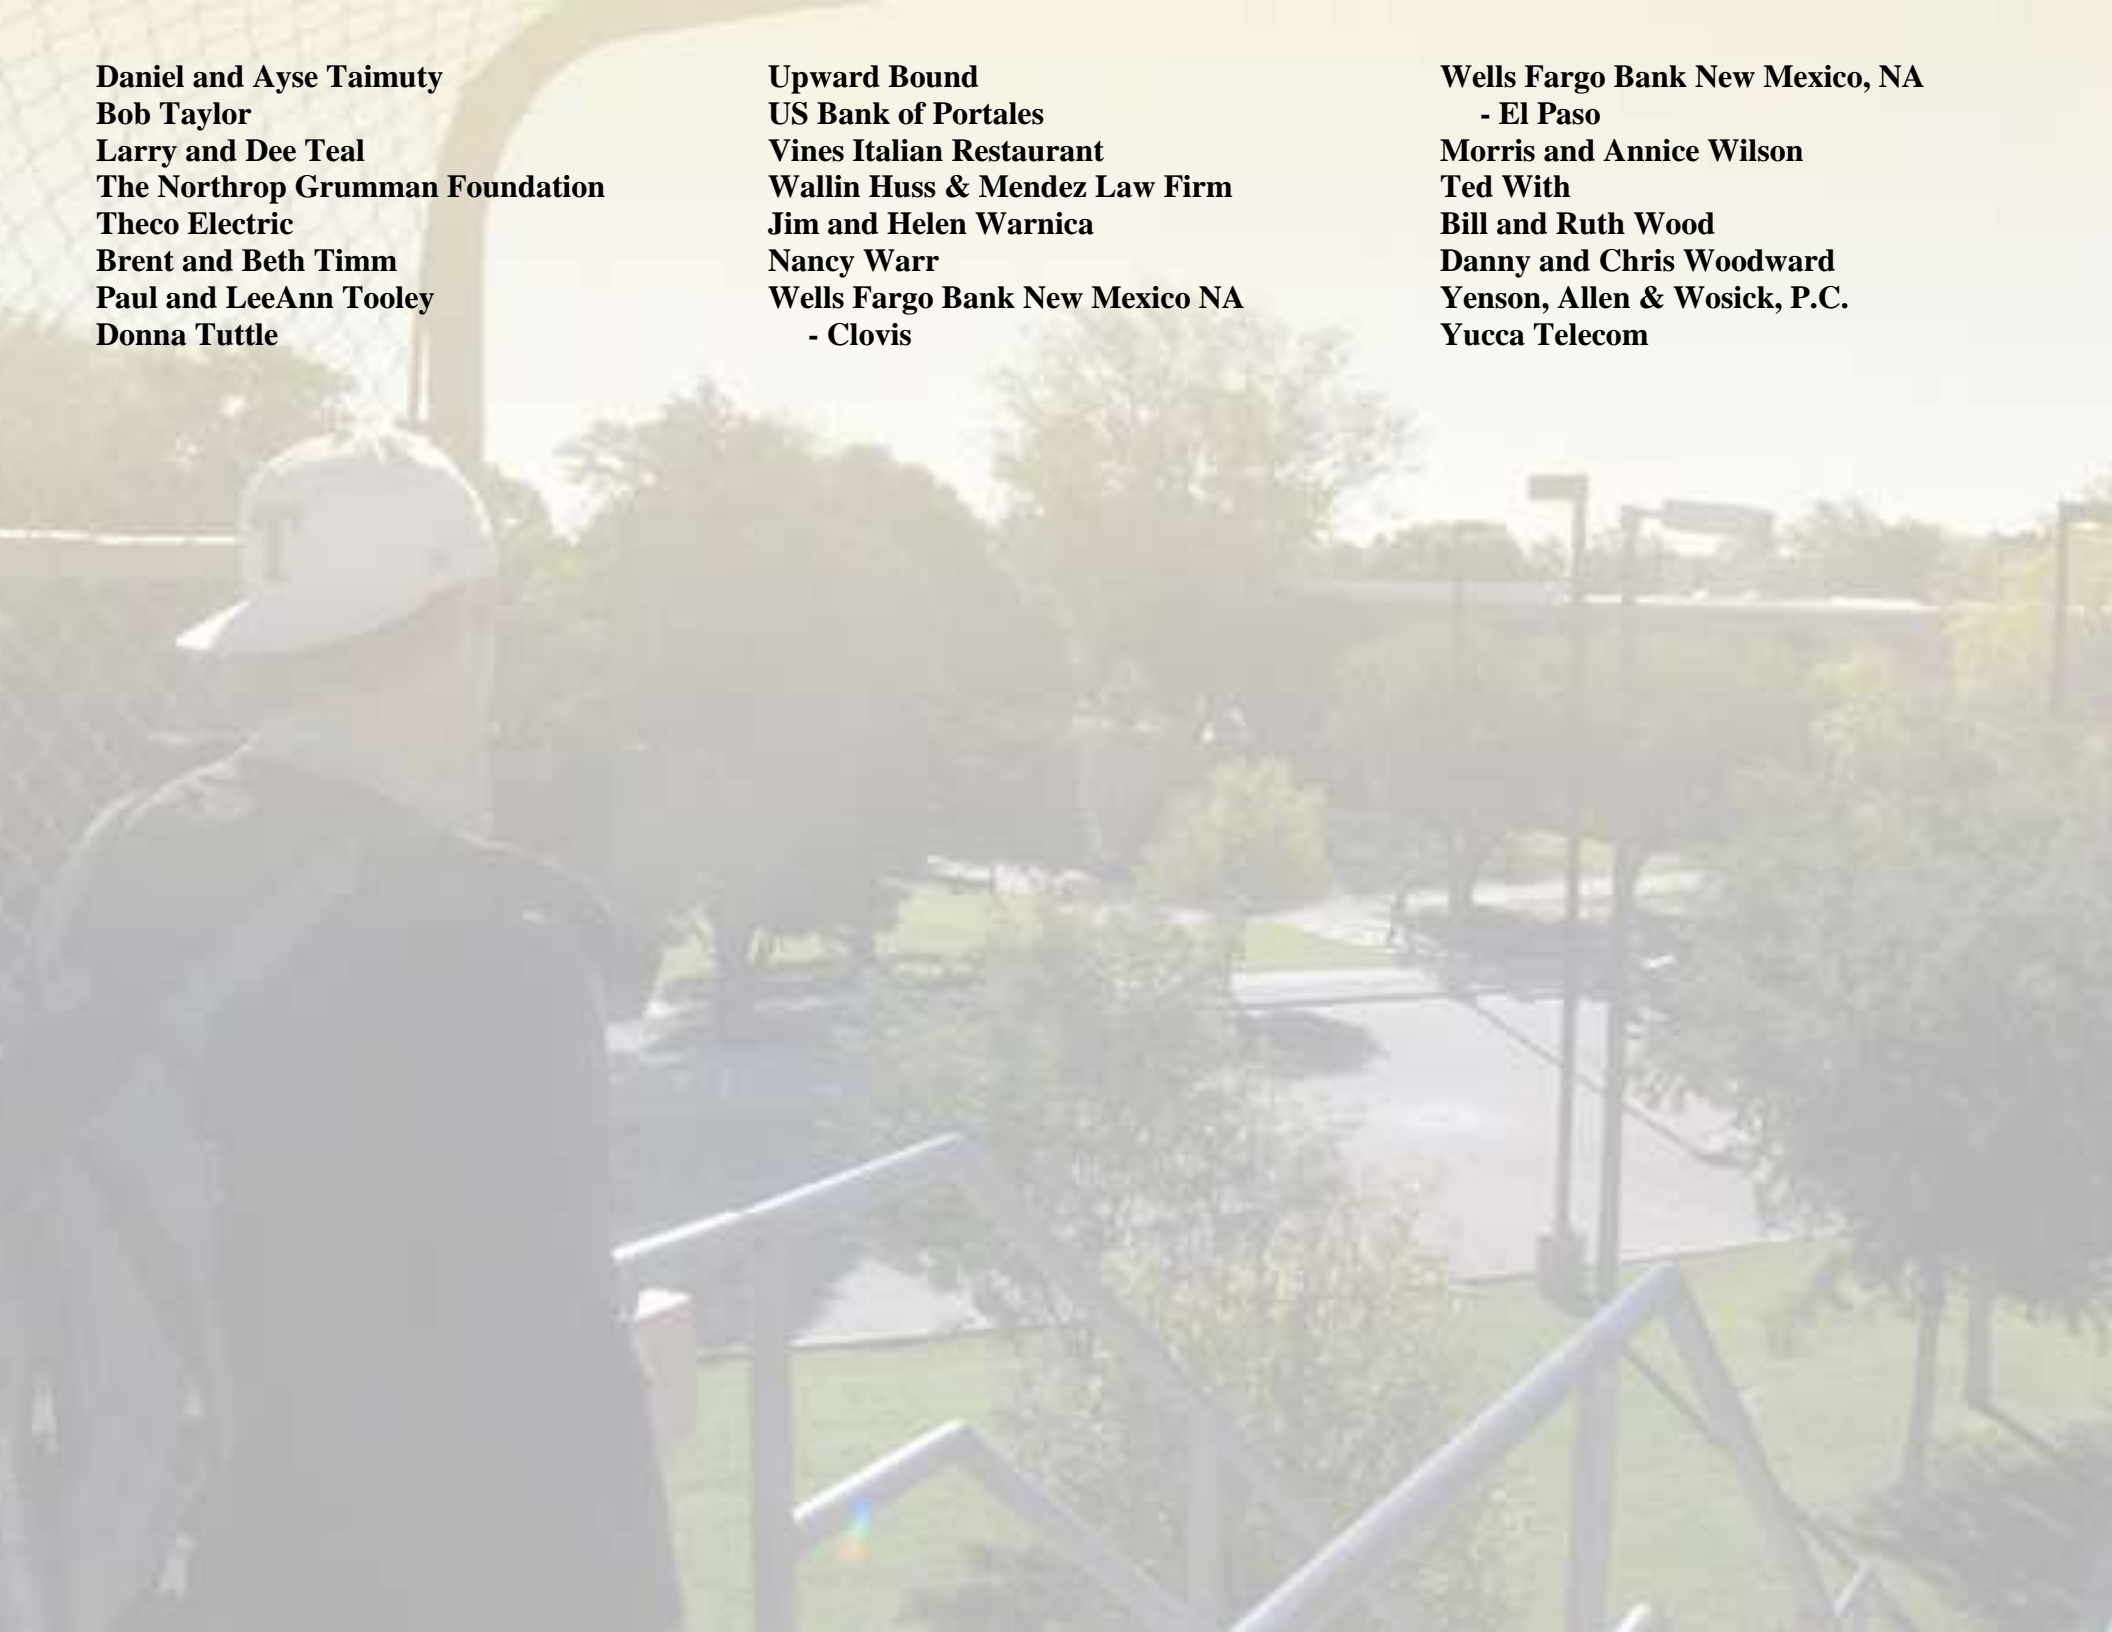 Daniel and Ayse Taimuty
Bob Taylor
Larry and Dee Teal
The Northrop Grumman Foundation
Theco Electric
Brent and Beth Timm
Paul and LeeAnn Tooley
Donna Tuttle
Upward Bound
US Bank of Portales
Vines Italian Restaurant
Wallin Huss & Mendez Law Firm
Jim and Helen Warnica
Nancy Warr
Wells Fargo Bank New Mexico NA
- Clovis
Wells Fargo Bank New Mexico, NA
- El Paso
Morris and Annice Wilson
Ted With
Bill and Ruth Wood
Danny and Chris Woodward
Yenson, Allen & Wosick, P.C.
Yucca Telecom
T